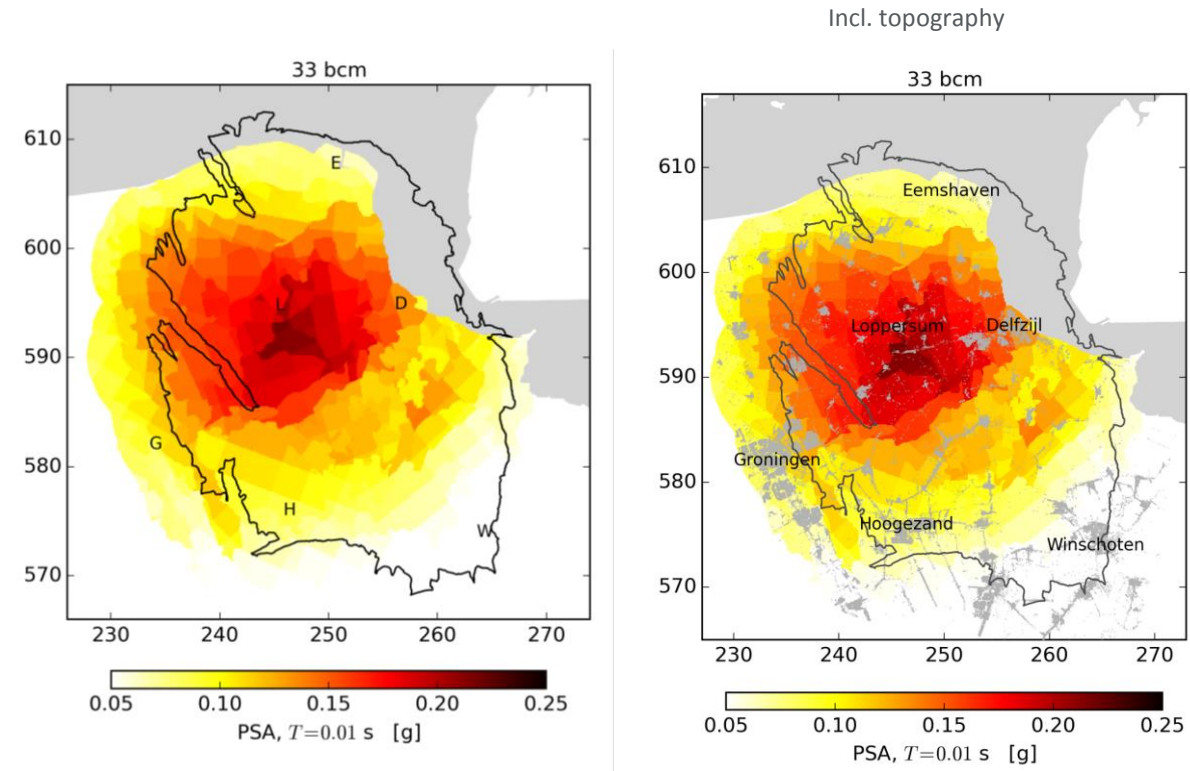 Incl. topography
33 bcm
610
600
590
580
570
E
L
D
G
H
W
230 240 250 260 270
0.05 0.10 0.15 0.20 0.25
PSA, T=0.01 s [g]
33 bcm
610
600
590
580
570
Eemshaven
Loppersum Delfzijl
Groningen
Hoogezand
Winschoten
230 240 250 260 270
0.05 0.10 0.15 0.20 0.25
PSA, T=0.01 s [g]